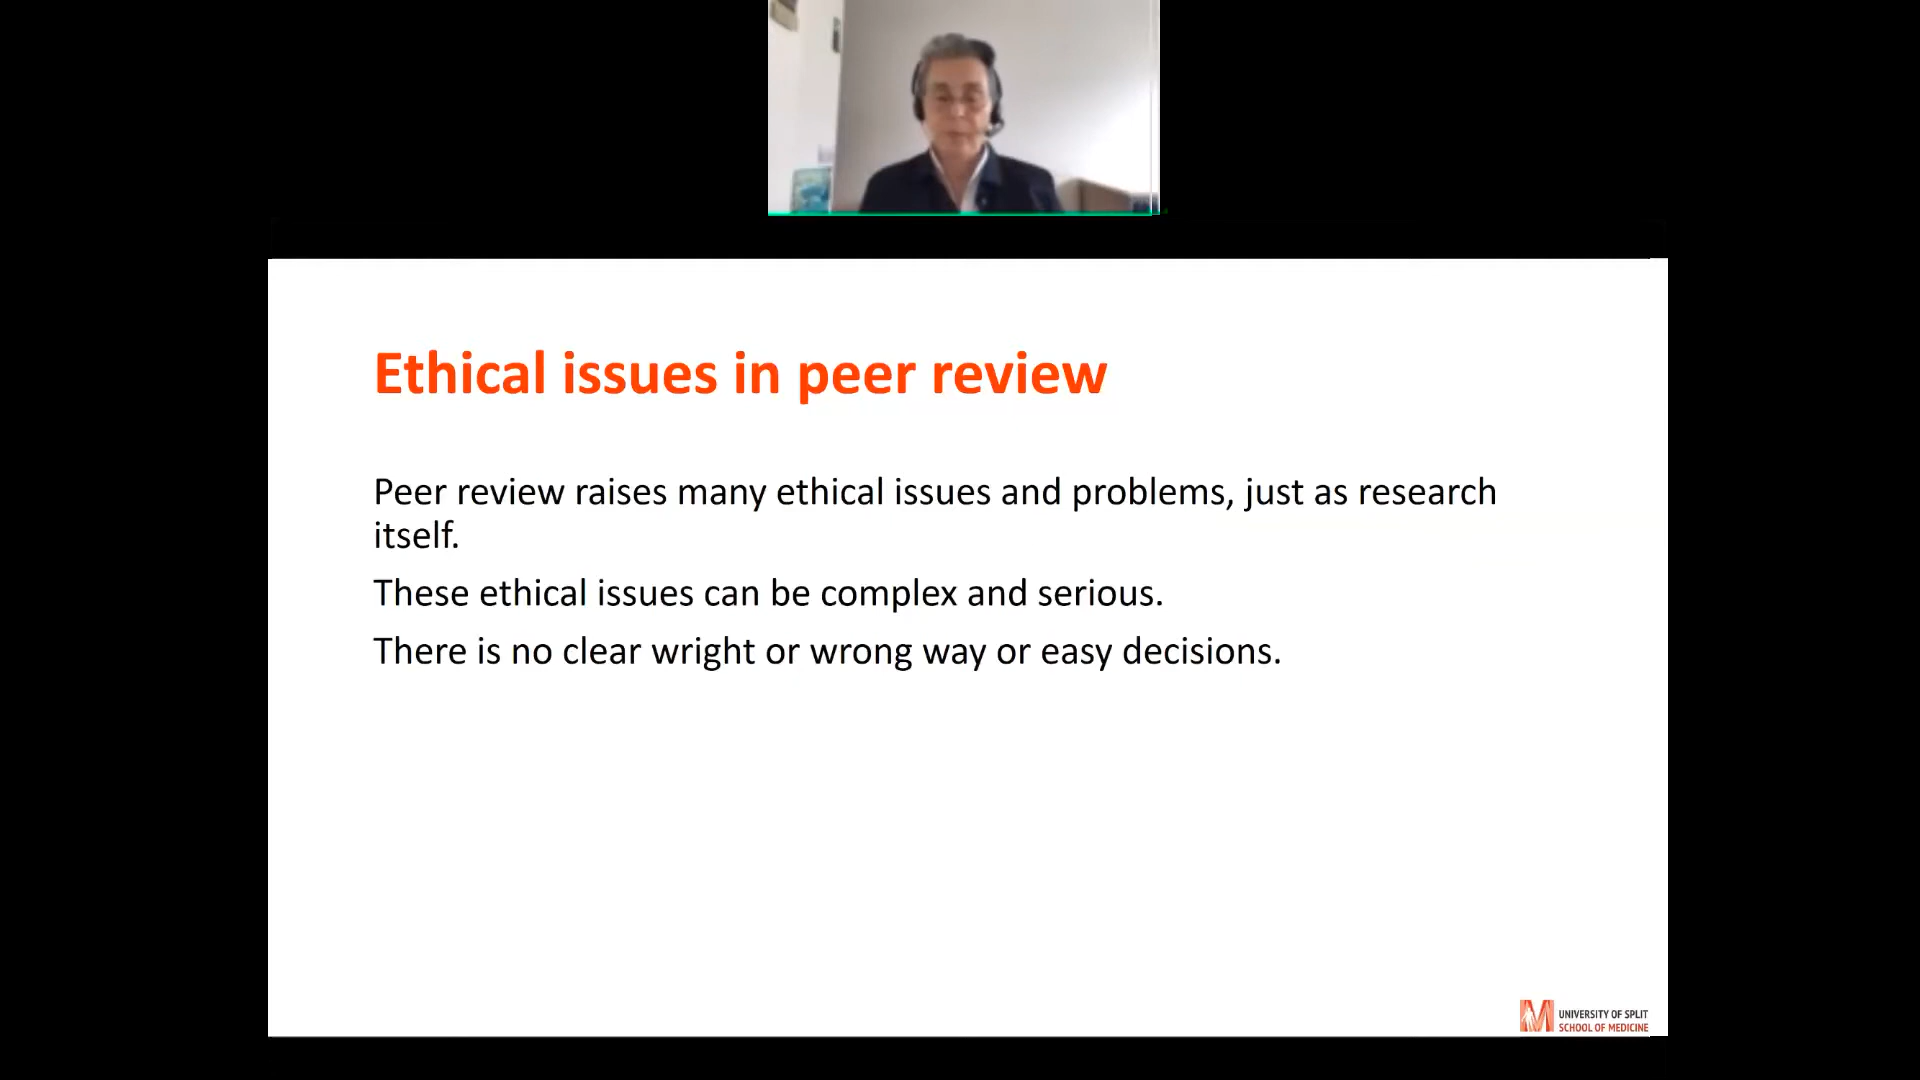 Ethical issues in peer review
Peer review raises many ethical issues and problems, just as research
itself.
These ethical issues can be complex and serious.
There is no clear wright or wrong way or easy decisions.
UNIVERSITY OF SPLIT
SCHOOL OF MEDICINE